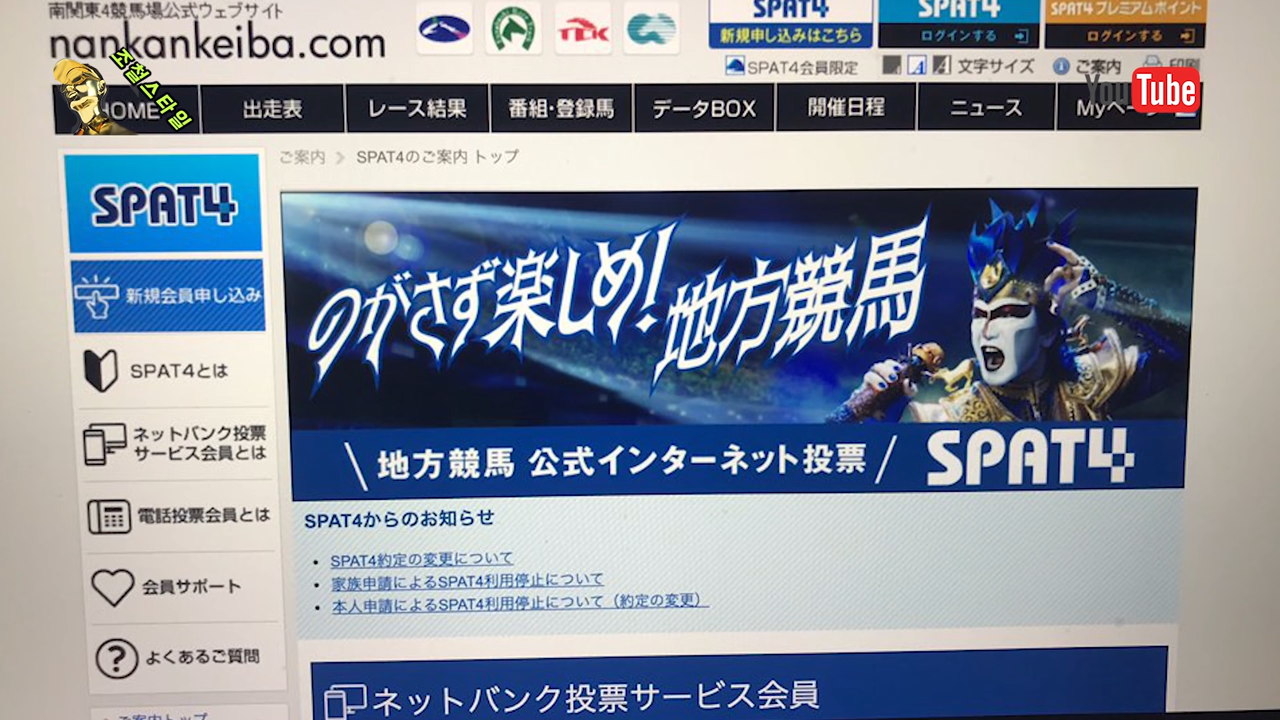 南関東4競馬場公式ウェブサイト
nankankeiba.com
TCK
SPAT4
新規申し込みはこちら
SPAT4
ログインする
SPAT4プレミアムポイント
ログインする
SPAT4会員限定
A
A
A
文字サイズ
ご案内
印刷
조철스타일
YouTube
HOME
出走表
レース結果
番組・登録馬
データBOX
開催日程
ニュース
Myペー
SPAT4
新規会員申し込み
SPAT4とは
ネットバンク投票
サービス会員とは
電話投票会員とは
会員サポート
よくあるご質問
ご案内トップ
ご案内 > SPAT4のご案内 トップ
のがさず楽しめ!地方競馬
\ 地方競馬 公式インターネット投票 / SPAT4
SPAT4からのお知らせ
• SPAT4約定の変更について
• 家族申請によるSPAT4利用停止について
• 本人申請によるSPAT4利用停止について(約定の変更)
ネットバンク投票サービス会員